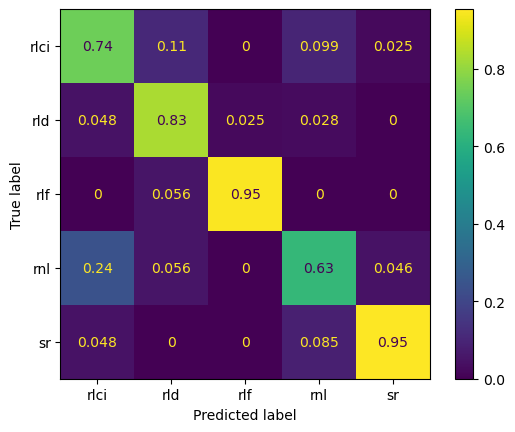 rlci 0.74 0.11 0 0.099 0.025
rld 0.048 0.83 0.025 0.028 0
rlf 0 0.056 0.95 0 0
rnl 0.24 0.056 0 0.63 0.046
sr 0.048 0 0 0.085 0.95
rlci rld rlf rnl sr
Predicted label
True label
0.8
0.6
0.4
0.2
0.0